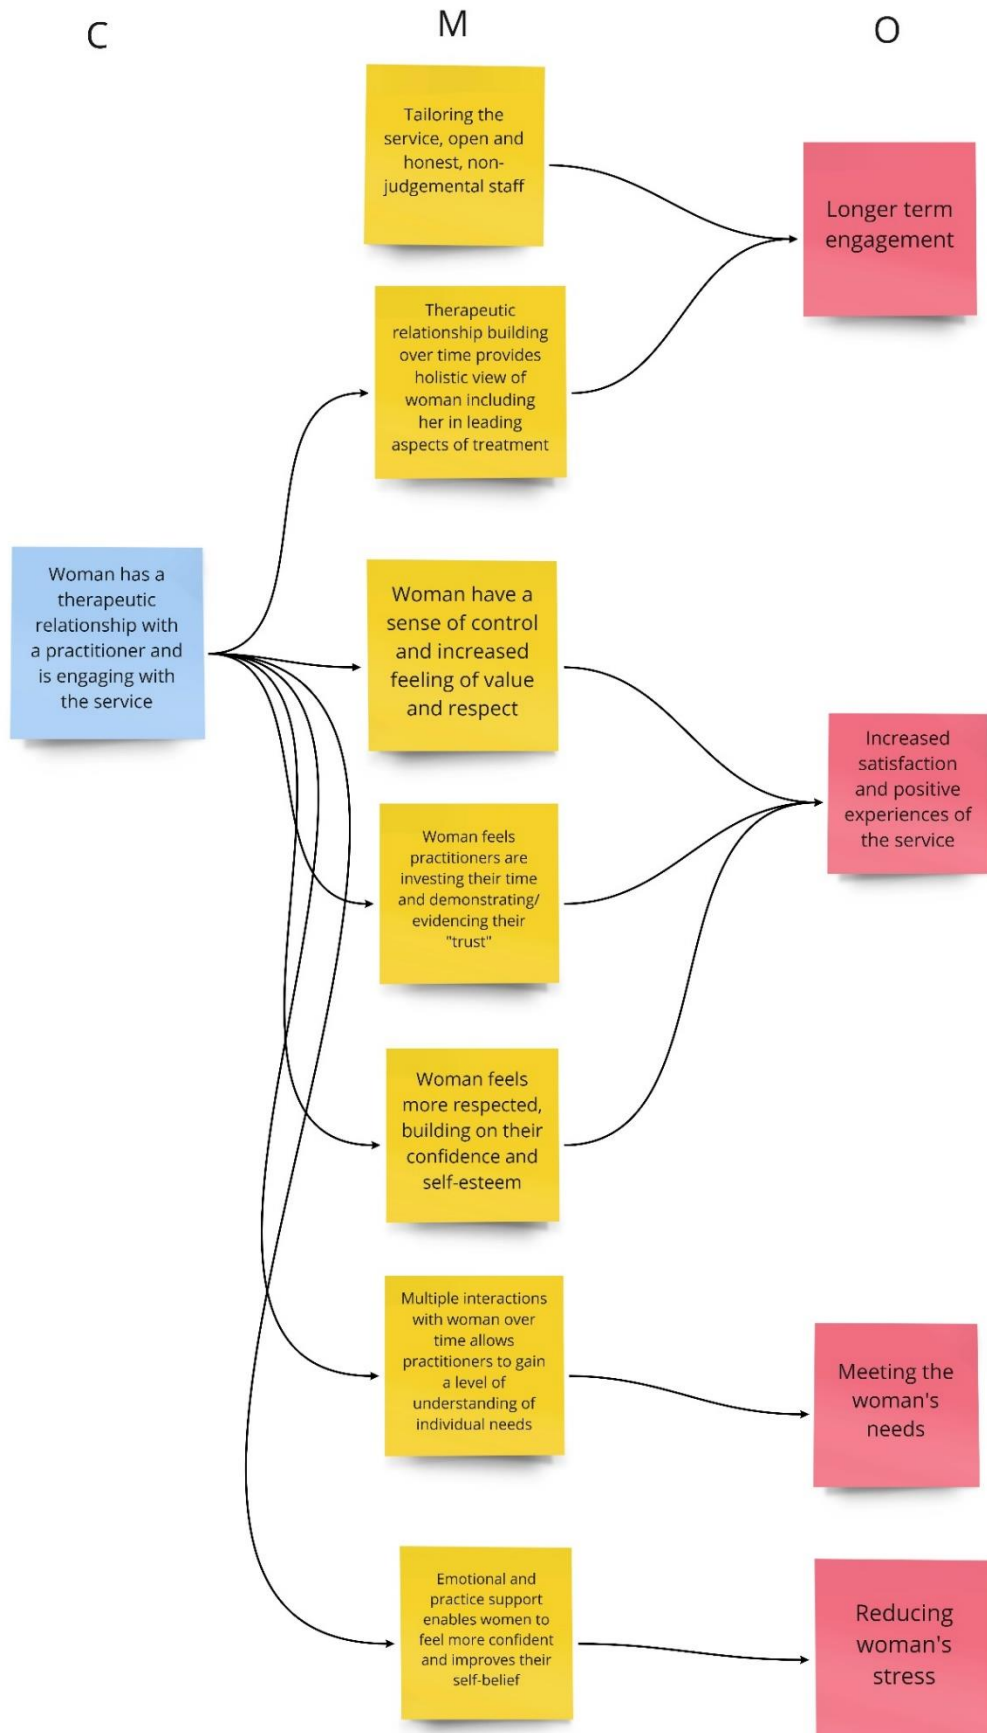 C
M
O
Tailoring the
service, open and
honest, non-
judgemental staff
Longer term
engagement
Therapeutic
relationship building
over time provides
holistic view of
woman including
her in leading
aspects of treatment
Woman has a
therapeutic
relationship with
a practitioner and
is engaging with
the service
Woman have a
sense of control
and increased
feeling of value
and respect
Increased
satisfaction
and positive
experiences of
the service
Woman feels
practitioners are
investing their time
and demonstrating/
evidencing their
"trust"
Woman feels
more respected,
building on their
confidence and
self-esteem
Multiple interactions
with woman over
time allows
practitioners to gain
a level of
understanding of
individual needs
Meeting the
woman's
needs
Emotional and
practice support
enables women to
feel more confident
and improves their
self-belief
Reducing
woman's
stress